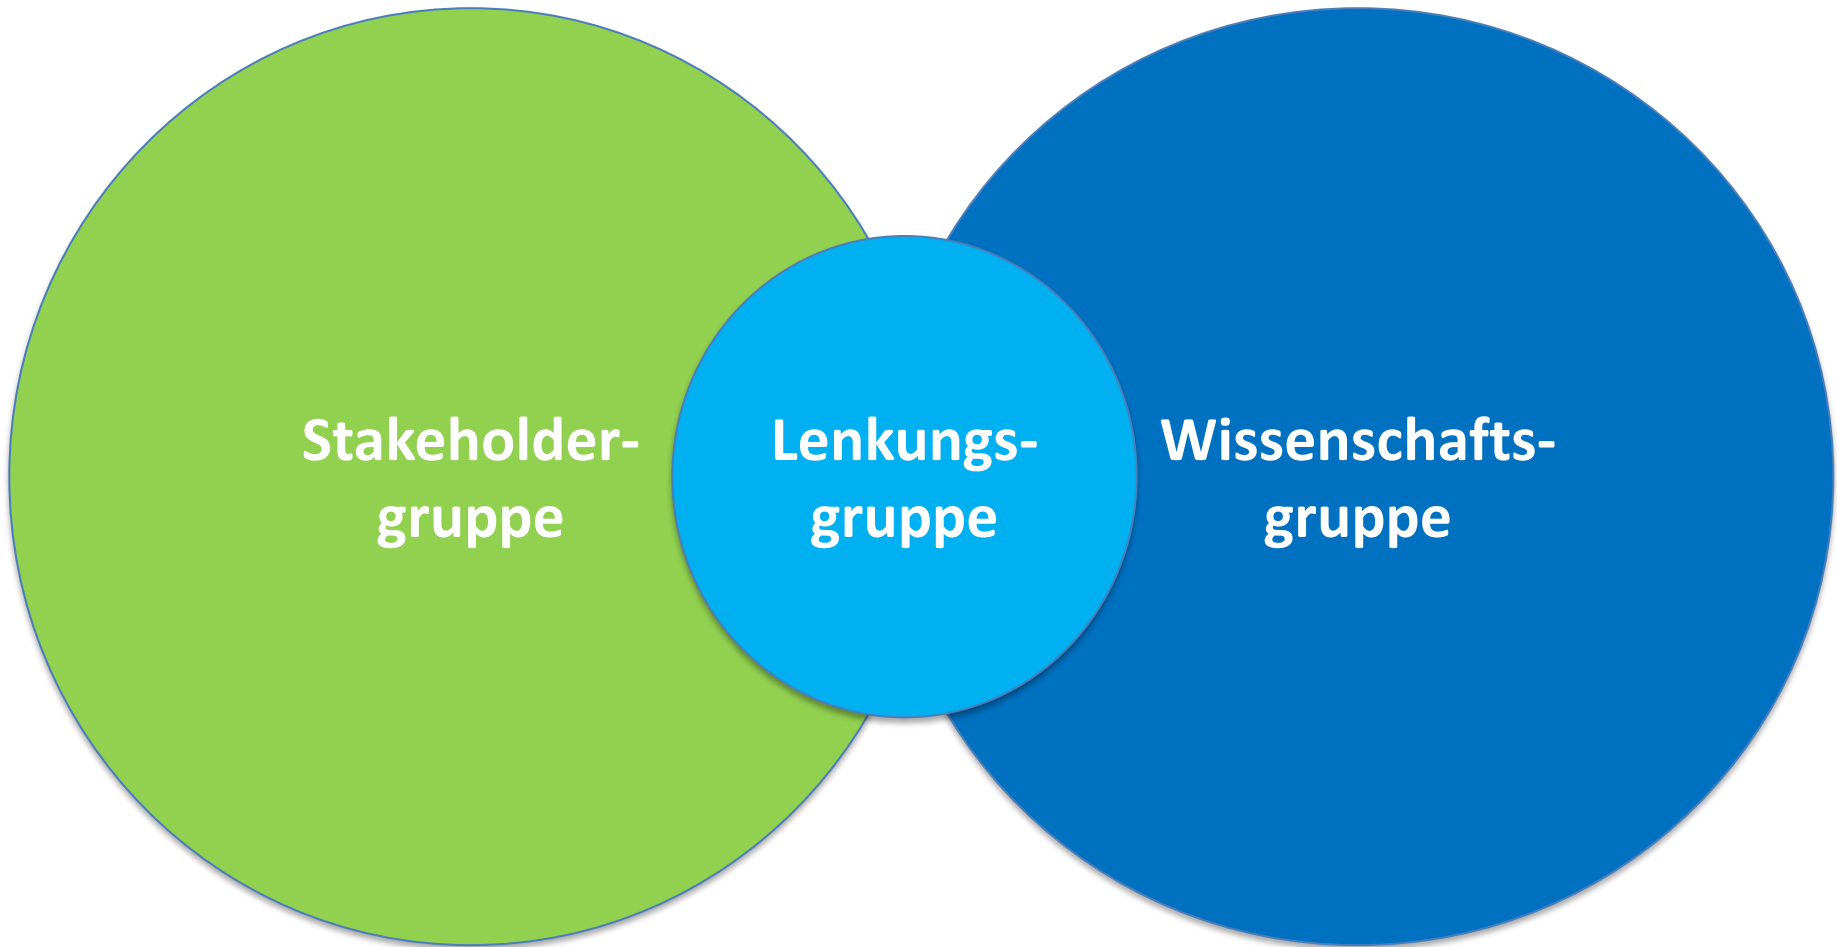 Stakeholder-
gruppe
Lenkungs-
gruppe
Wissenschafts-
gruppe